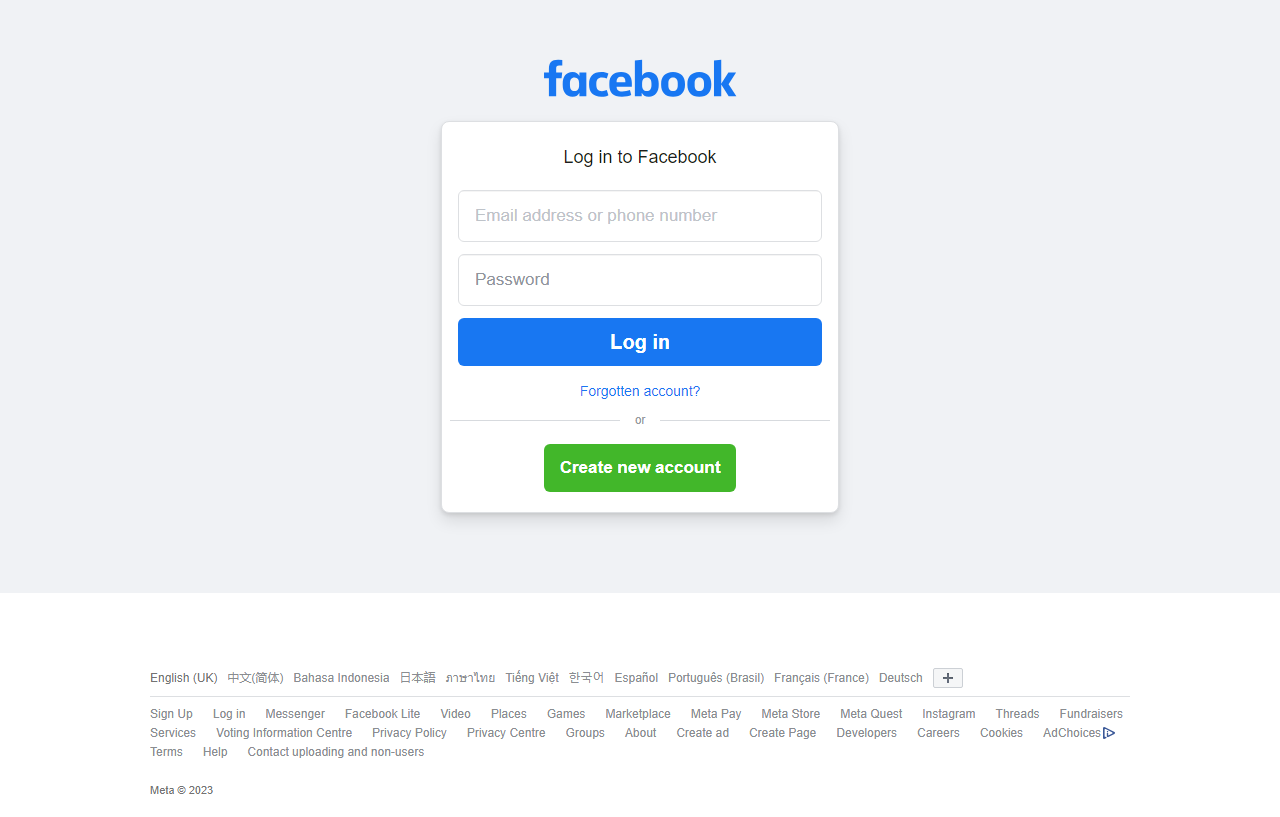 facebook
Log in to Facebook
Email address or phone number
Password
Log in
Forgotten account?
or
Create new account
English (UK) 中文(简体) Bahasa Indonesia 日本語 ภาษาไทย Tiếng Việt 한국어 Español Português (Brasil) Français (France) Deutsch
Sign Up Log in Messenger Facebook Lite Video Places Games Marketplace Meta Pay Meta Store Meta Quest Instagram Threads Fundraisers
Services Voting Information Centre Privacy Policy Privacy Centre Groups About Create ad Create Page Developers Careers Cookies AdChoices
Terms Help Contact uploading and non-users
Meta © 2023